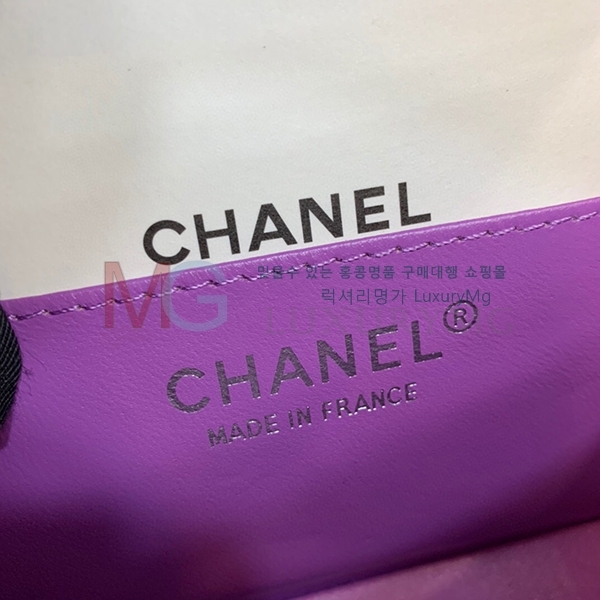 CHANEL
믿을수 있는 홍콩명품 구매대행 쇼핑몰
MG 럭셔리명가 LuxuryMg
CHANEL®
MADE IN FRANCE